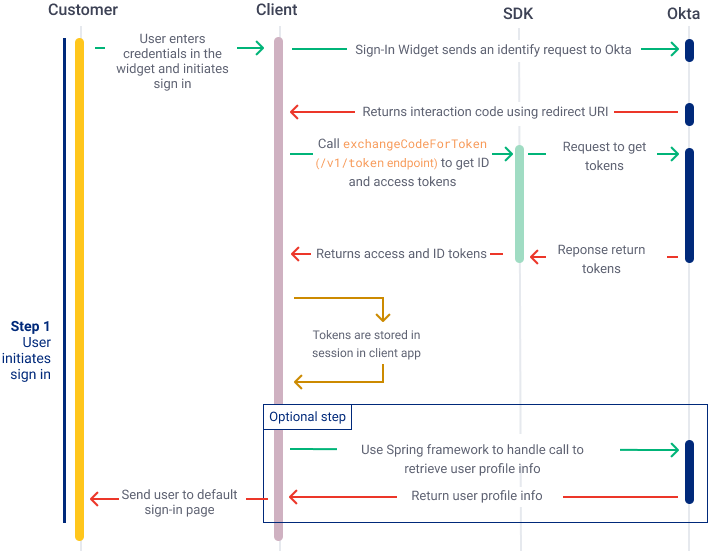 Customer
Client
SDK
Okta
User enters
credentials in the
widget and initiates
sign in
Sign-In Widget sends an identify request to Okta
Returns interaction code using redirect URI
Call exchangeCodeForToken
(/v1/token endpoint) to get ID
and access tokens
Request to get
tokens
Returns access and ID tokens
Reponse return
tokens
Step 1
User
initiates
sign in
Tokens are stored in
session in client app
Optional step
Use Spring framework to handle call to
retrieve user profile info
Send user to default
sign-in page
Return user profile info